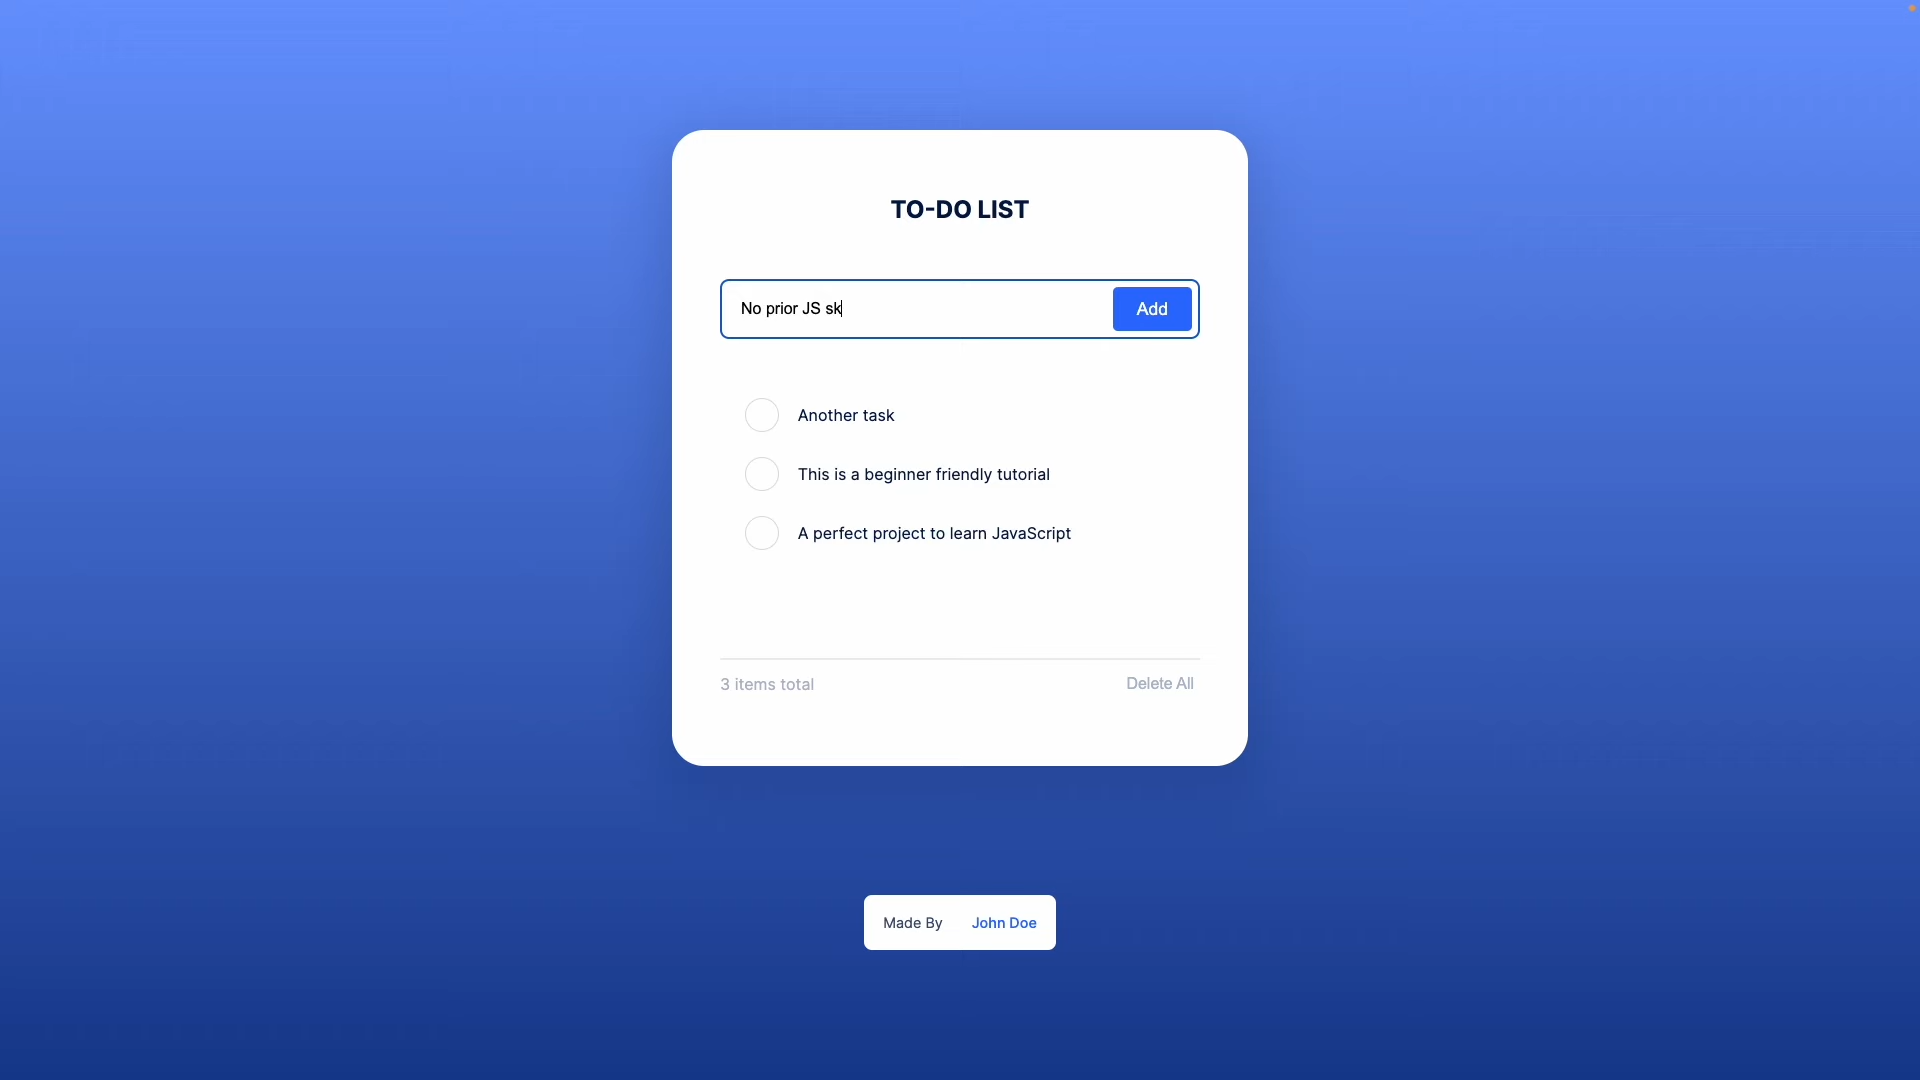 TO-DO LIST
No prior JS sk
Add
Another task
This is a beginner friendly tutorial
A perfect project to learn JavaScript
3 items total
Delete All
Made By John Doe